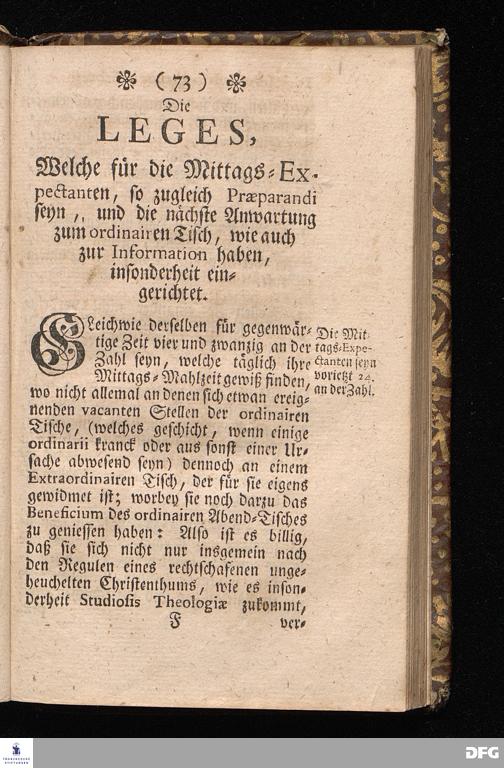 ❃ (73) ❃
Die
LEGES,
Welche für die Mittags-Ex-
pectanten, so zugleich Præparandi
seyn, und die nächste Anwartung
zum ordinairen Tisch, wie auch
zur Information haben,
insonderheit ein-
gerichtet.
GLeichwie derselben für gegenwär-
tige Zeit vier und zwanzig an der
Zahl seyn, welche täglich ihre
Mittags-Mahlzeit gewiß finden,
wo nicht allemal an denen sich etwan ereig-
nenden vacanten Stellen der ordinairen
Tische, (welches geschicht, wenn einige
ordinarii kranck oder aus sonst einer Ur-
sache abwesend seyn) dennoch an einem
Extraordinairen Tisch, der für sie eigens
gewidmet ist; worbey sie noch darzu das
Beneficium des ordinairen Abend-Tisches
zu geniessen haben: Also ist es billig,
daß sie sich nicht nur insgemein nach
den Regulen eines rechtschafenen unge-
heuchelten Christenthums, wie es inson-
derheit Studiosis Theologiæ zukommt,
F ver-
Die Mit-
tags-Expe-
ctanten seyn
vorietzt 24.
an der Zahl.
FRANCKESCHE
STIFTUNGEN
DFG